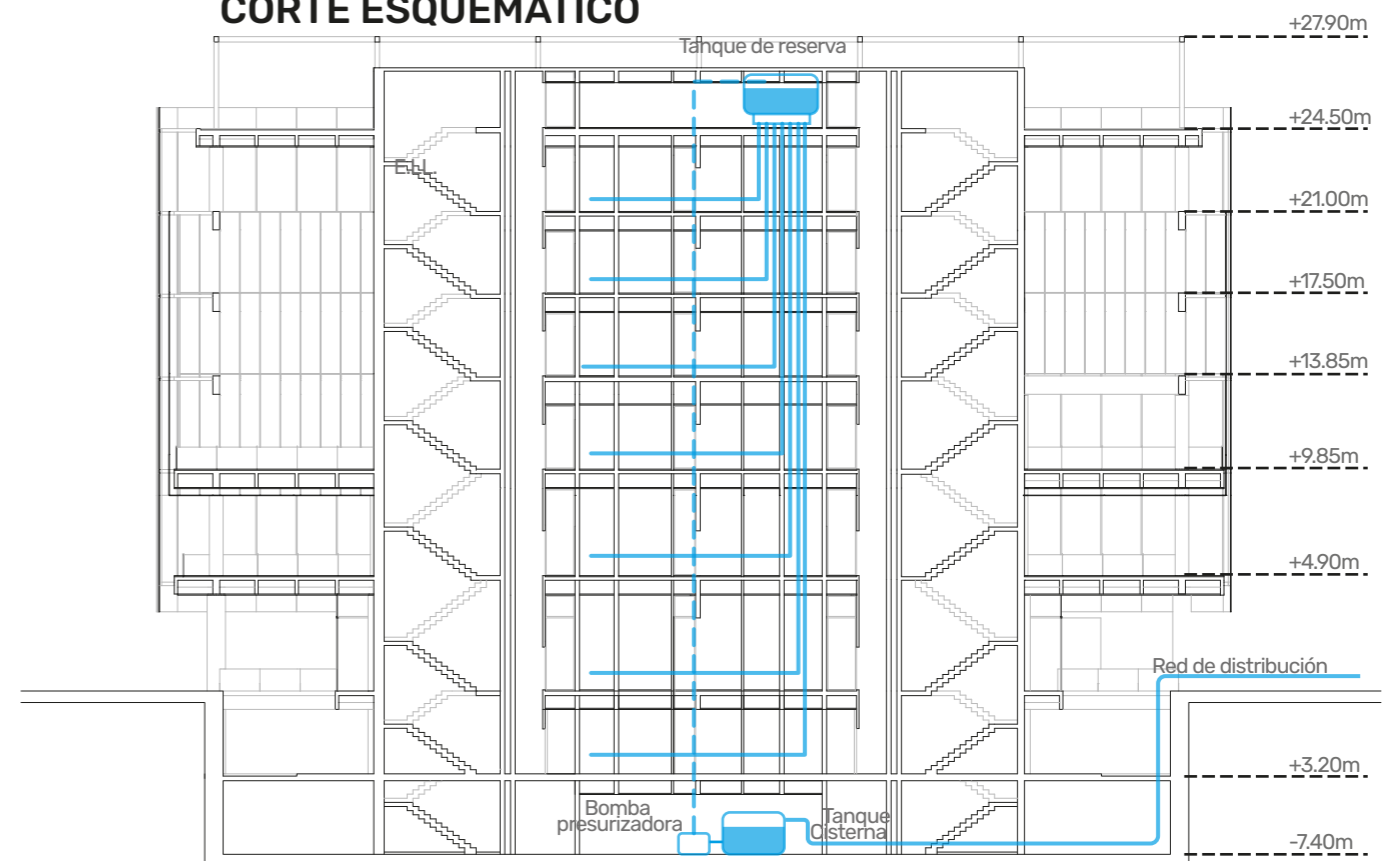 CORTE ESQUEMÁTICO
+27.90m
Tanque de reserva
+24.50m
E.I.L.
+21.00m
+17.50m
+13.85m
+9.85m
+4.90m
Red de distribución
+3.20m
Bomba
presurizadora
Tanque
Cisterna
-7.40m